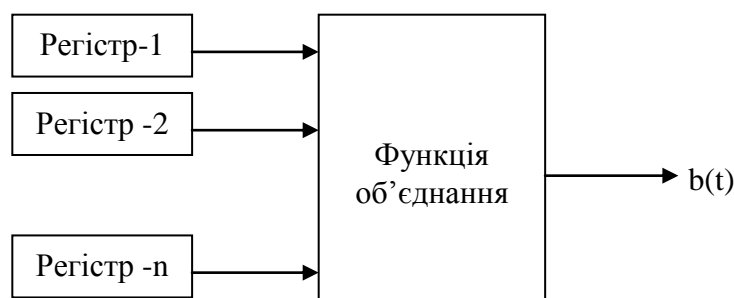 Регістр-1
Регістр -2
Регістр -n
Функція
об’єднання
b(t)